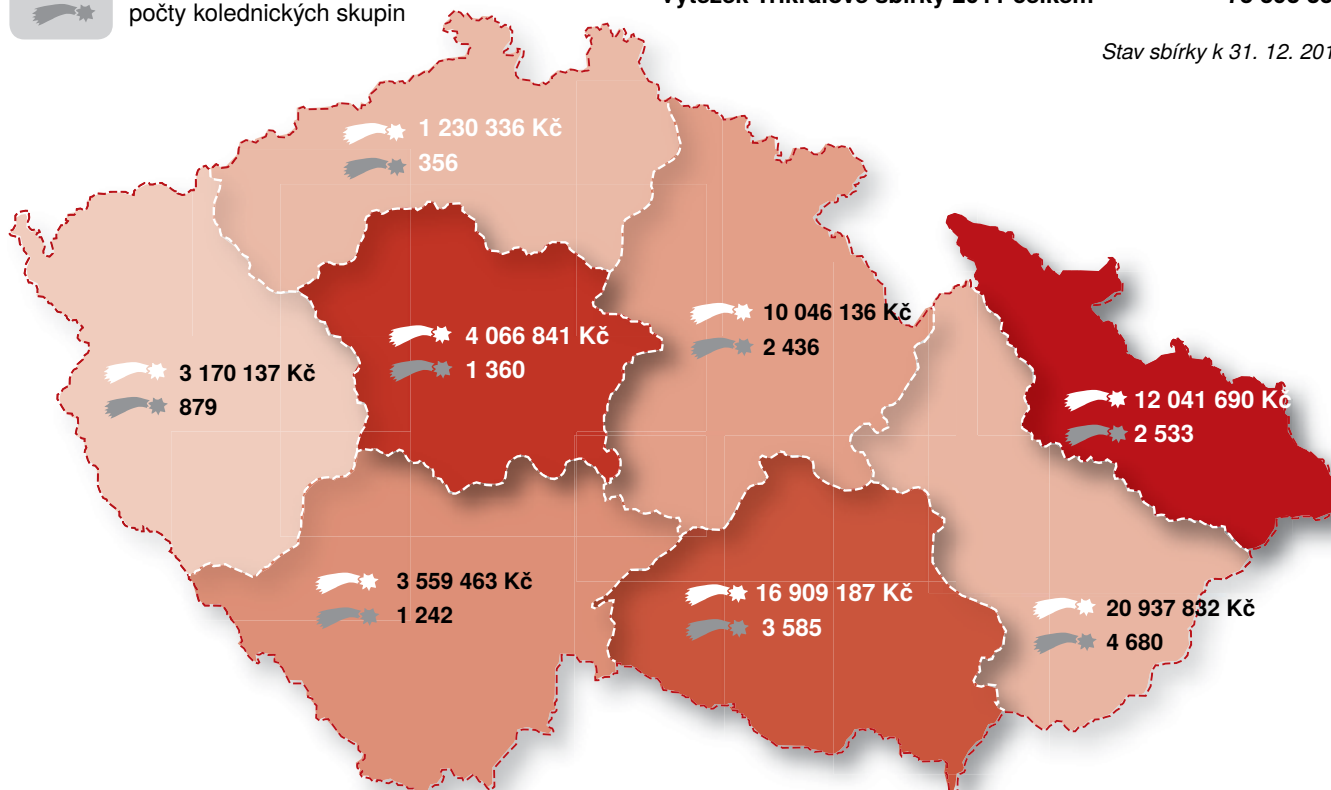 počty kolednických skupin
Stav sbírky k 31. 12.
1 230 336 Kč
356
10 046 136 Kč
2 436
4 066 841 Kč
1 360
3 170 137 Kč
879
12 041 690 Kč
2 533
3 559 463 Kč
1 242
16 909 187 Kč
3 585
20 937 832 Kč
4 680